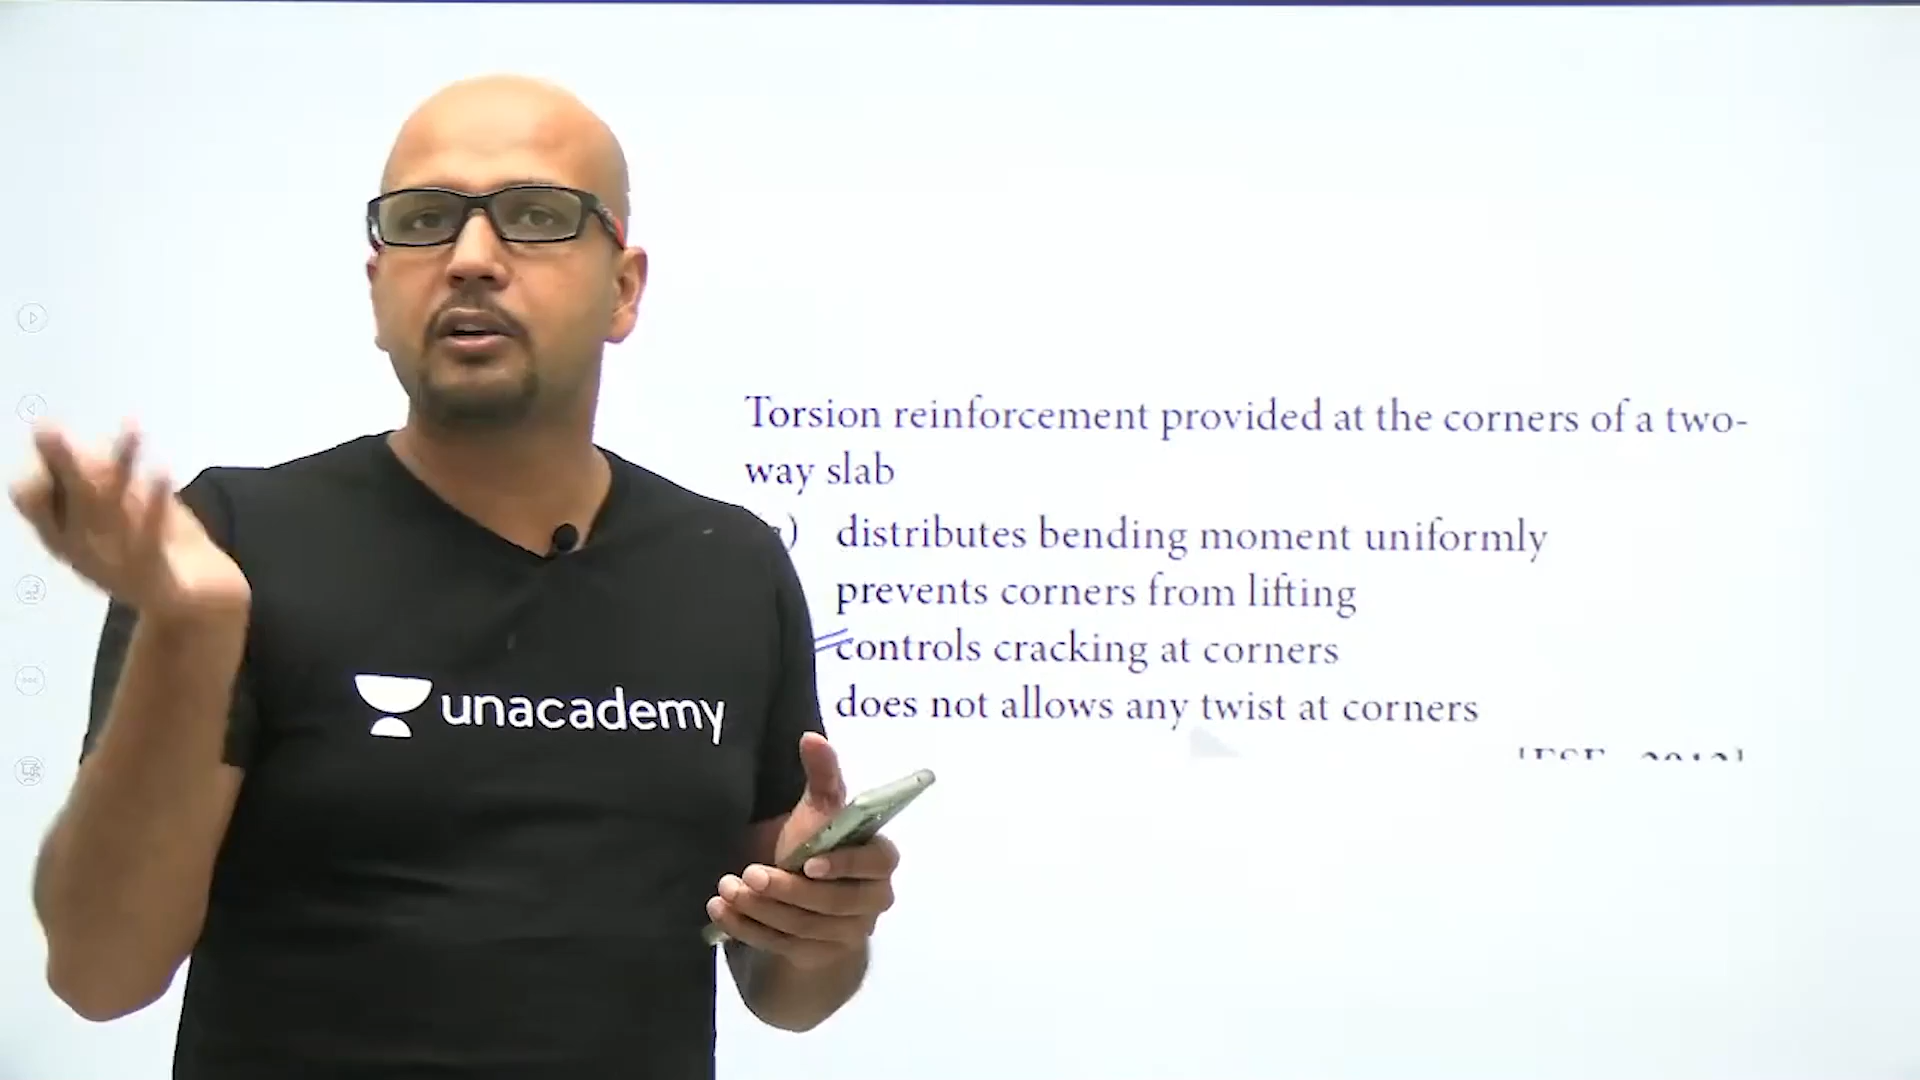 Torsion reinforcement provided at the corners of a two-
way slab
distributes bending moment uniformly
prevents corners from lifting
controls cracking at corners
does not allows any twist at corners
unacademy